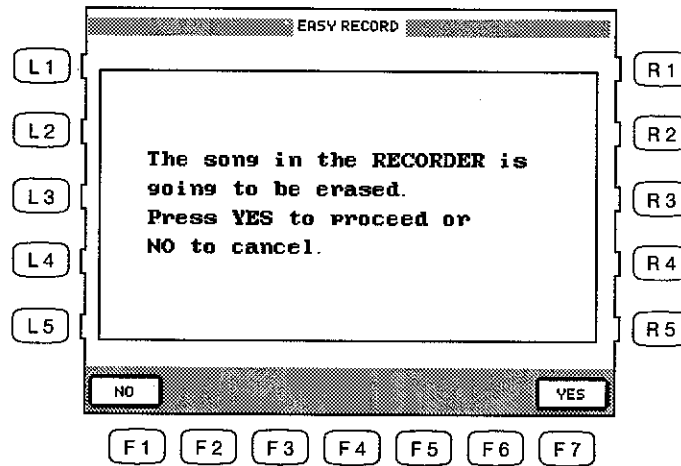 EASY RECORD
L1
R1
L2
R2
The song in the RECORDER is
going to be erased.
L3
R3
Press YES to proceed or
NO to cancel.
L4
R4
L5
R5
NO
YES
F1 F2 F3 F4 F5 F6 F7